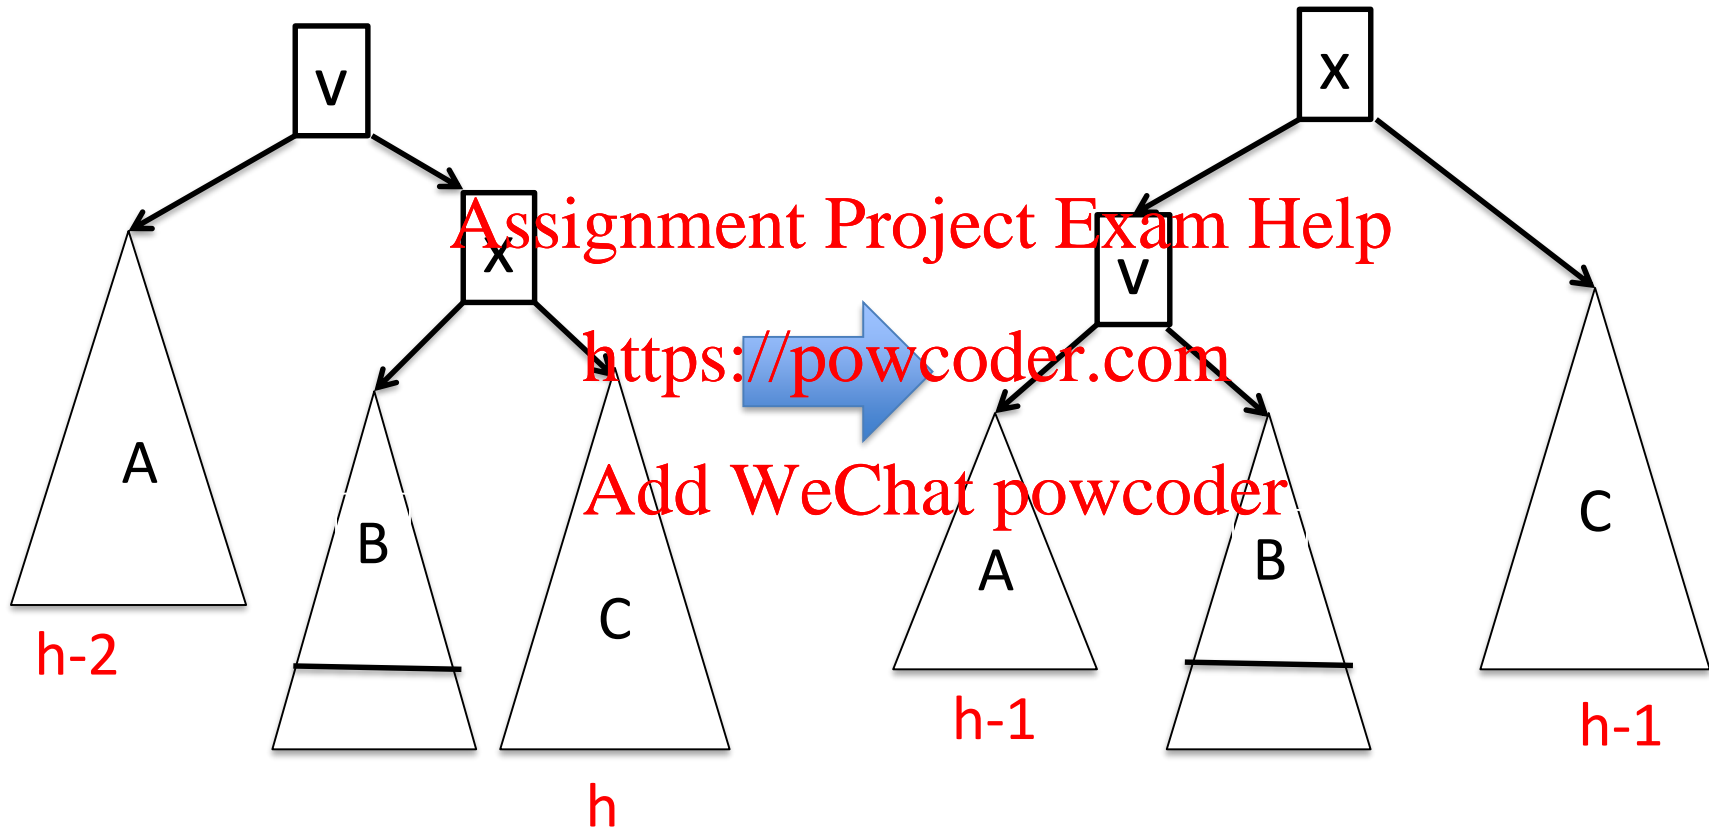 v
x
x
v
Assignment Project Exam Help
https://powcoder.com
Add WeChat powcoder
A
B
C
A
B
C
h-2
h
h-1
h-1